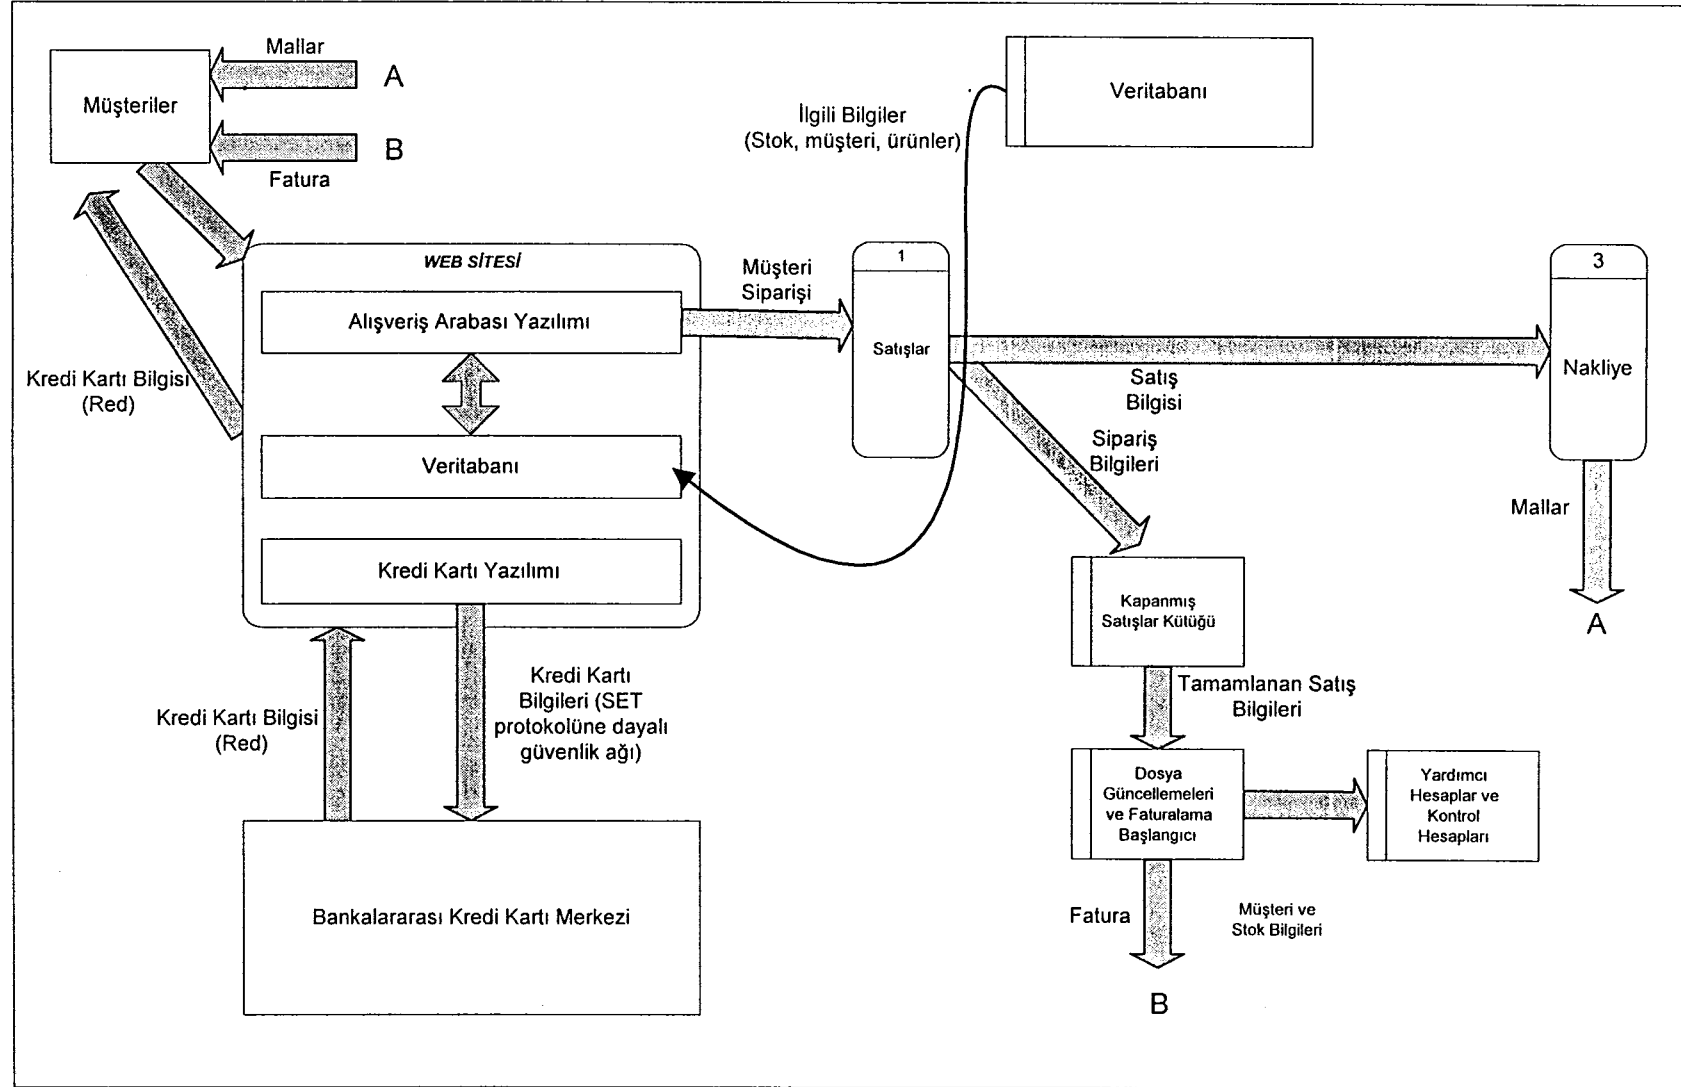 Mallar
A
Müşteriler
B
Fatura
İlgili Bilgiler
(Stok, müşteri, ürünler)
Veritabanı
WEB SİTESİ
Alışveriş Arabası Yazılımı
Veritabanı
Kredi Kartı Yazılımı
Müşteri
Siparişi
1
Satışlar
3
Nakliye
Satış
Bilgisi
Sipariş
Bilgileri
Mallar
A
Kredi Kartı Bilgisi
(Red)
Kredi Kartı Bilgisi
(Red)
Kredi Kartı
Bilgileri (SET
protokolüne dayalı
güvenlik ağı)
Bankalararası Kredi Kartı Merkezi
Kapanmış
Satışlar Kütüğü
Tamamlanan Satış
Bilgileri
Dosya
Güncellemeleri
ve Faturalama
Başlangıcı
Yardımcı
Hesaplar ve
Kontrol
Hesapları
Fatura
Müşteri ve
Stok Bilgileri
B